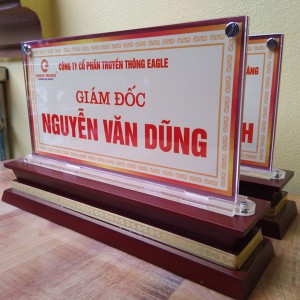 CÔNG TY CỔ PHẦN TRUYỀN THÔNG EAGLE
GIÁM ĐỐC
NGUYỄN VĂN DŨNG